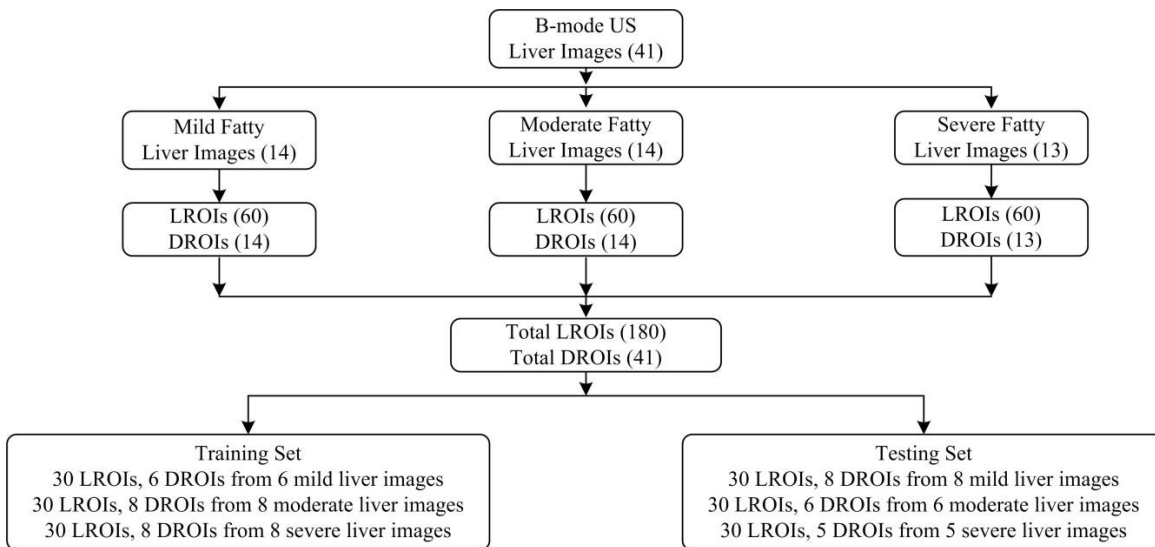 B-mode US
Liver Images (41)
Mild Fatty
Liver Images (14)
Moderate Fatty
Liver Images (14)
Severe Fatty
Liver Images (13)
LROIs (60)
DROIs (14)
LROIs (60)
DROIs (14)
LROIs (60)
DROIs (13)
Total LROIs (180)
Total DROIs (41)
Training Set
30 LROIs, 6 DROIs from 6 mild liver images
30 LROIs, 8 DROIs from 8 moderate liver images
30 LROIs, 8 DROIs from 8 severe liver images
Testing Set
30 LROIs, 8 DROIs from 8 mild liver images
30 LROIs, 6 DROIs from 6 moderate liver images
30 LROIs, 5 DROIs from 5 severe liver images